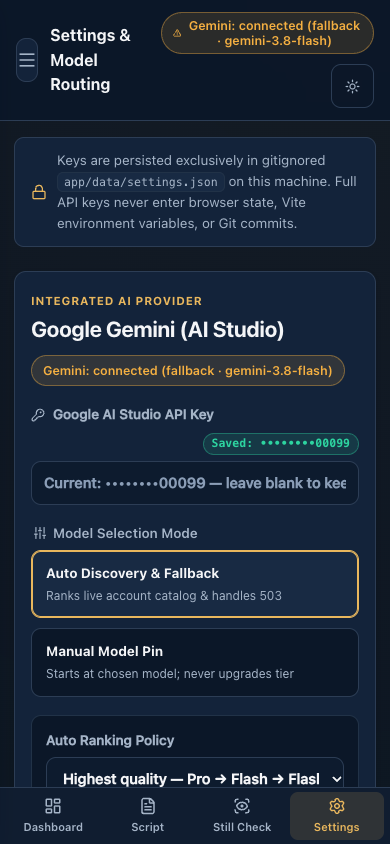 Settings &
Model
Routing
Gemini: connected (fallback
· gemini-3.8-flash)
Keys are persisted exclusively in gitignored
app/data/settings.json on this machine. Full
API keys never enter browser state, Vite
environment variables, or Git commits.
INTEGRATED AI PROVIDER
Google Gemini (AI Studio)
Gemini: connected (fallback · gemini-3.8-flash)
Google AI Studio API Key
Saved: ••••••••00099
Current: ••••••••00099 — leave blank to kee
Model Selection Mode
Auto Discovery & Fallback
Ranks live account catalog & handles 503
Manual Model Pin
Starts at chosen model; never upgrades tier
Auto Ranking Policy
Highest quality — Pro → Flash → Flas
Dashboard
Script
Still Check
Settings